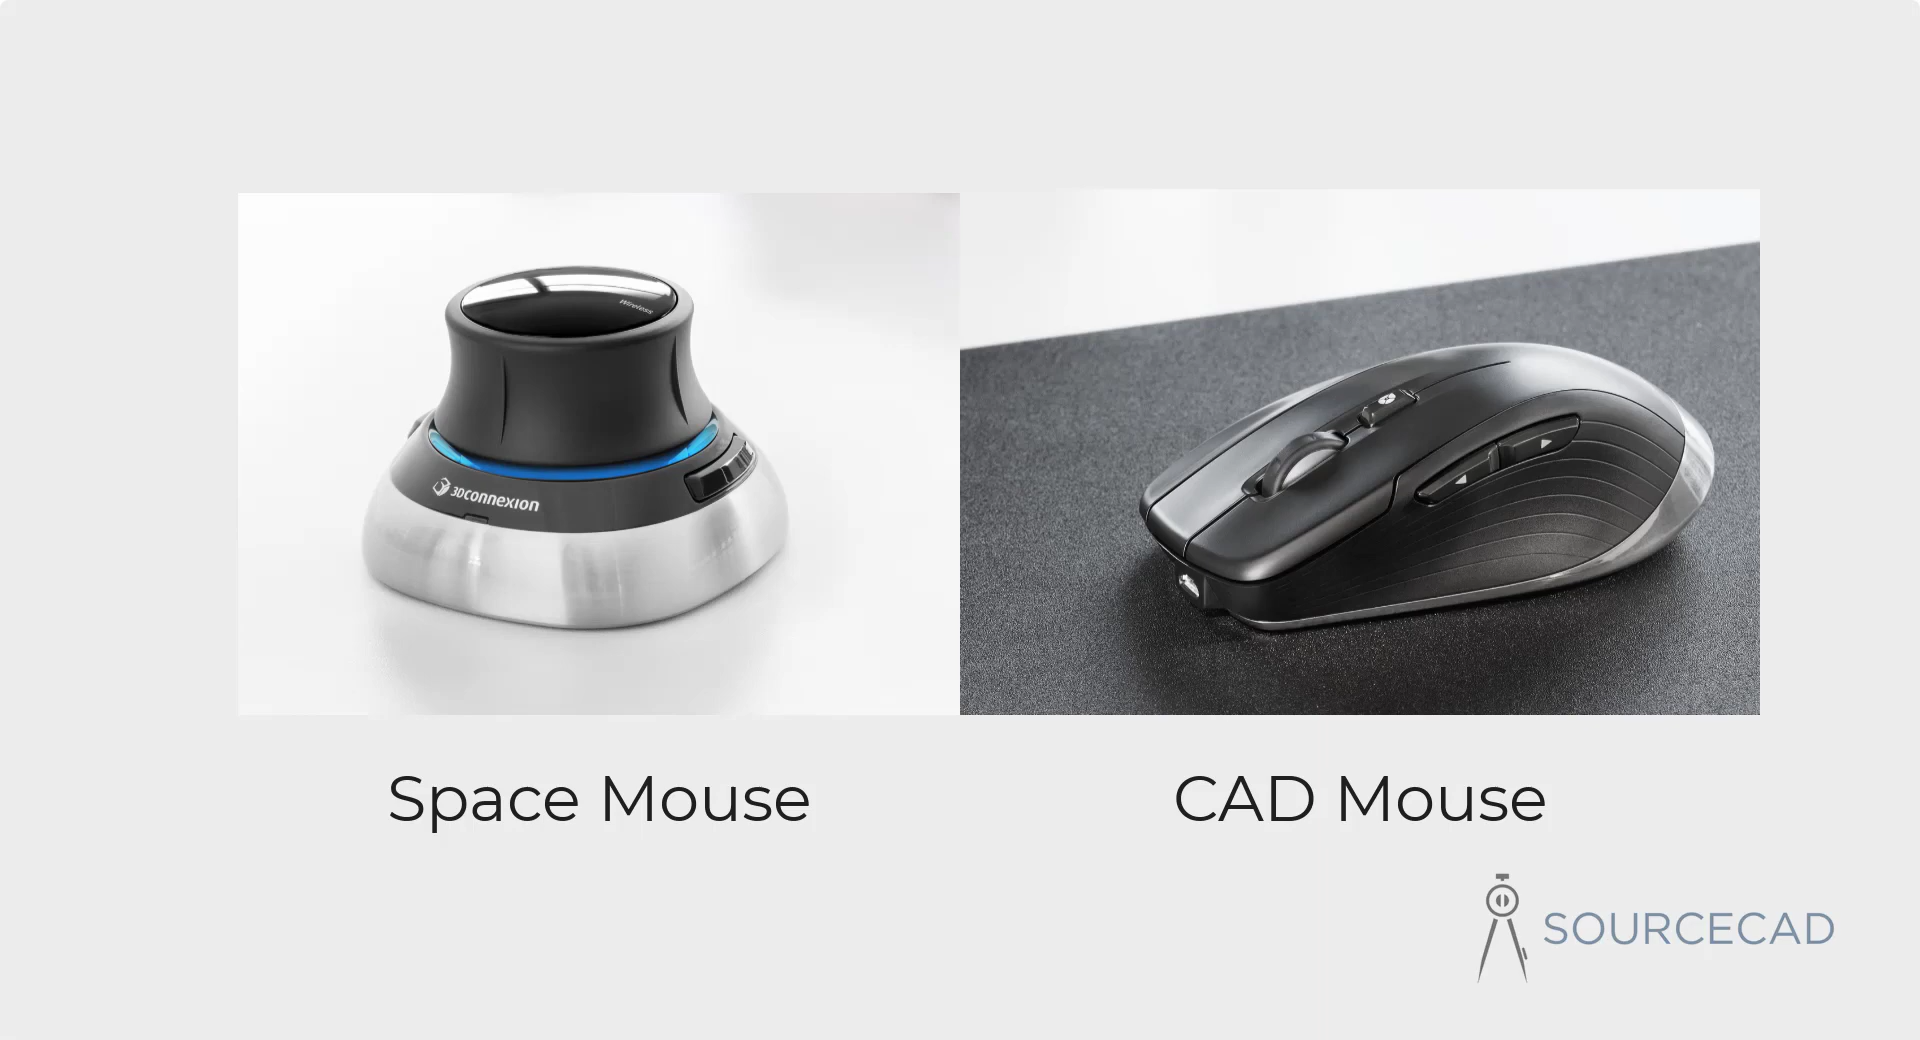 Wireless
3Dconnexion
Space Mouse
CAD Mouse
SOURCECAD